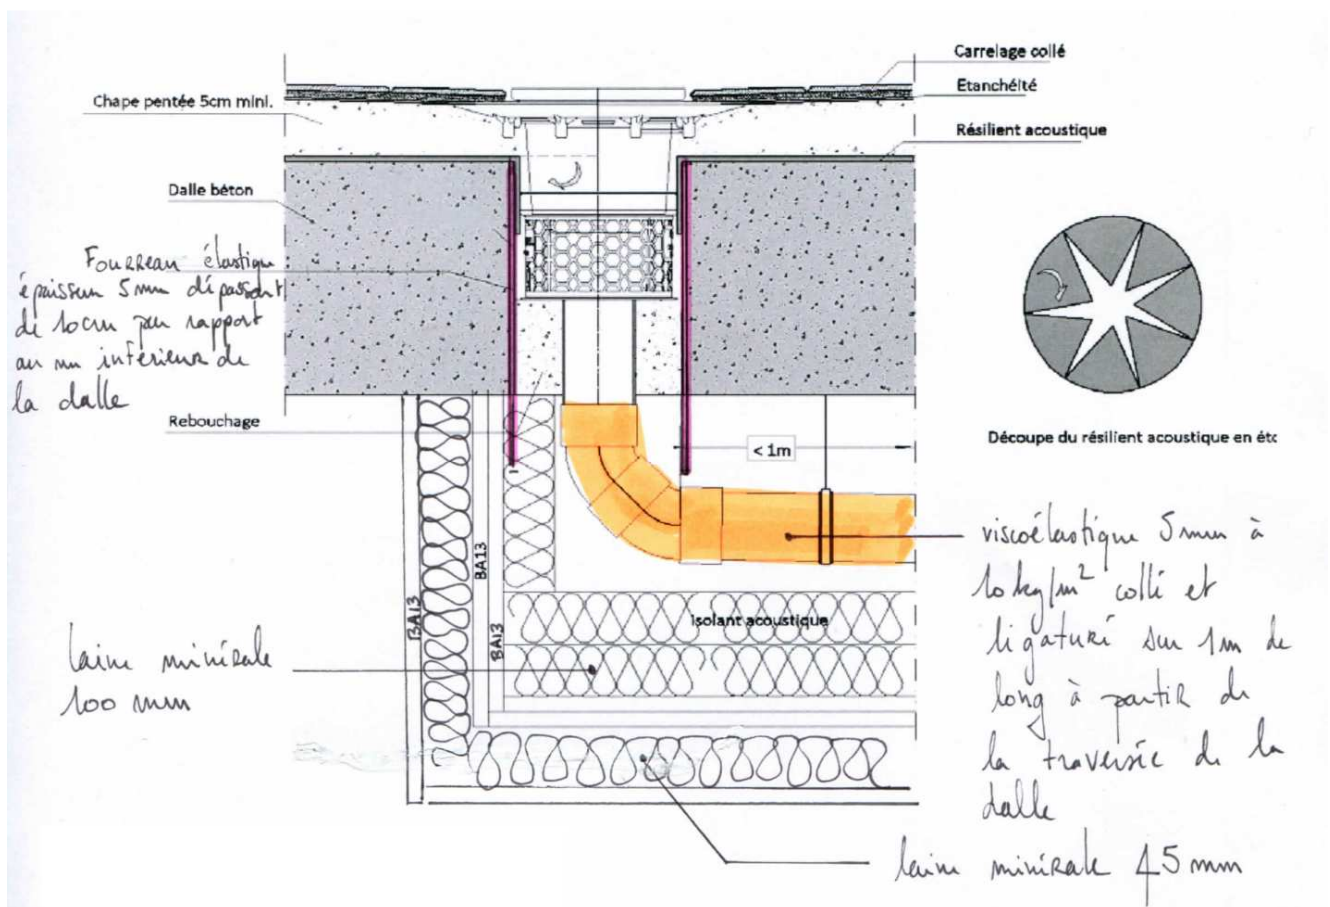 Carrelage collé
Etanchéité
Chape pentée 5cm mini.
Résilient acoustique
Dalle béton
Fourreau élastique
épaisseur 5mm dépassant
de 10cm par rapport
au nu inférieur de
la dalle
Rebouchage
< 1m
Découpe du résilient acoustique en étc
viscoélastique 5mm à
10kg/m² collé et
ligaturé sur 1m de
long à partir de
la traversée de la
dalle
BA13
BA13
BA13
Isolant acoustique
laine minérale
100 mm
laine minérale 45mm